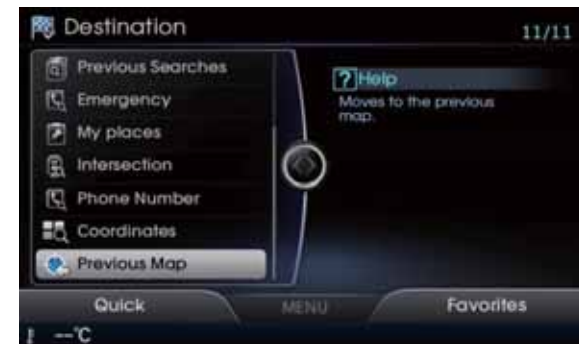 Destination
11/11
Previous Searches
Emergency
My places
Intersection
Phone Number
Coordinates
Previous Map
?Help
Moves to the previous
map.
Quick
MENU
Favorites
--°C